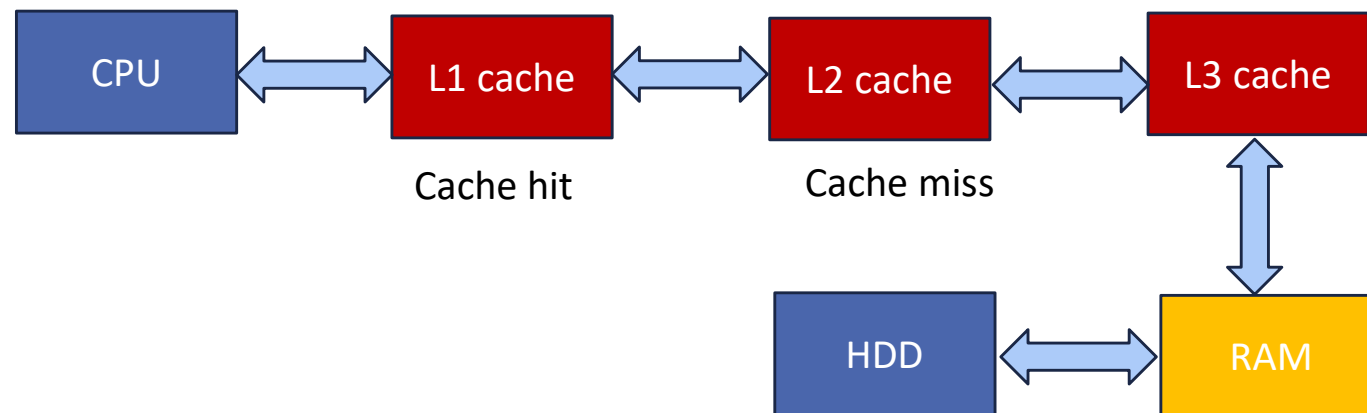 CPU
L1 cache
L2 cache
L3 cache
Cache hit
Cache miss
HDD
RAM